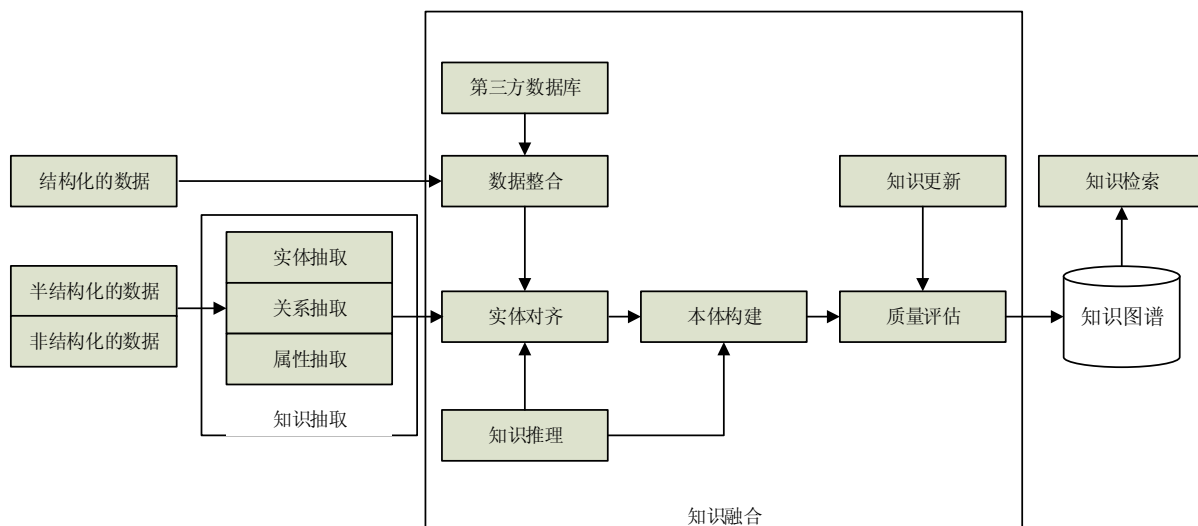 第三方数据库
结构化的数据
数据整合
知识更新
知识检索
实体抽取
半结构化的数据
关系抽取
实体对齐
本体构建
质量评估
知识图谱
非结构化的数据
属性抽取
知识抽取
知识推理
知识融合